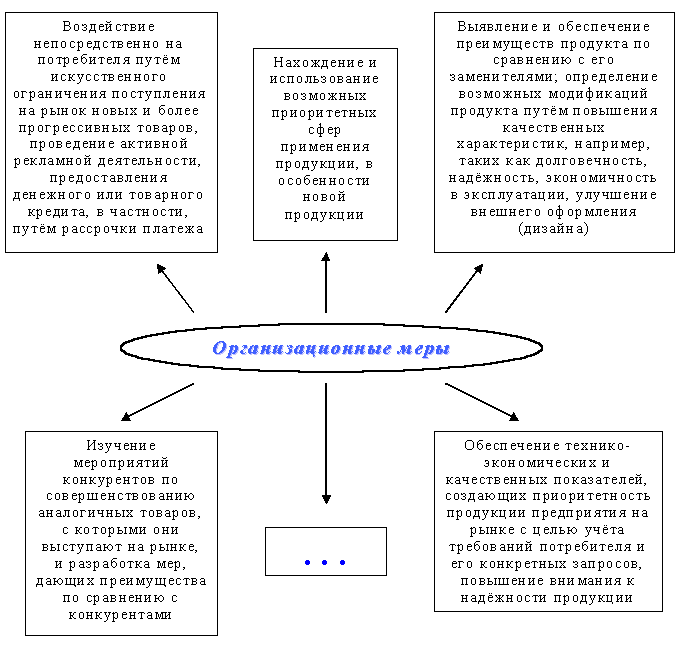 Воздействие
непосредственно на
потребителя путём
искусственного
ограничения поступления
на рынок новых и более
прогрессивных товаров,
проведение активной
рекламной деятельности,
предоставления
денежного или товарного
кредита, в частности,
путём рассрочки платежа
Нахождение и
использование
возможных
приоритетных
сфер
применения
продукции, в
особенности
новой
продукции
Выявление и обеспечение
преимуществ продукта по
сравнению с его
заменителями; определение
возможных модификаций
продукта путём повышения
качественных
характеристик, например,
таких как долговечность,
надёжность, экономичность
в эксплуатации, улучшение
внешнего оформления
(дизайна)
Организационные меры
Изучение
мероприятий
конкурентов по
совершенствованию
аналогичных товаров,
с которыми они
выступают на рынке,
и разработка мер,
дающих преимущества
по сравнению с
конкурентами
...
Обеспечение технико-
экономических и
качественных показателей,
создающих приоритетность
продукции предприятия на
рынке с целью учёта
требований потребителя и
его конкретных запросов,
повышение внимания к
надёжности продукции